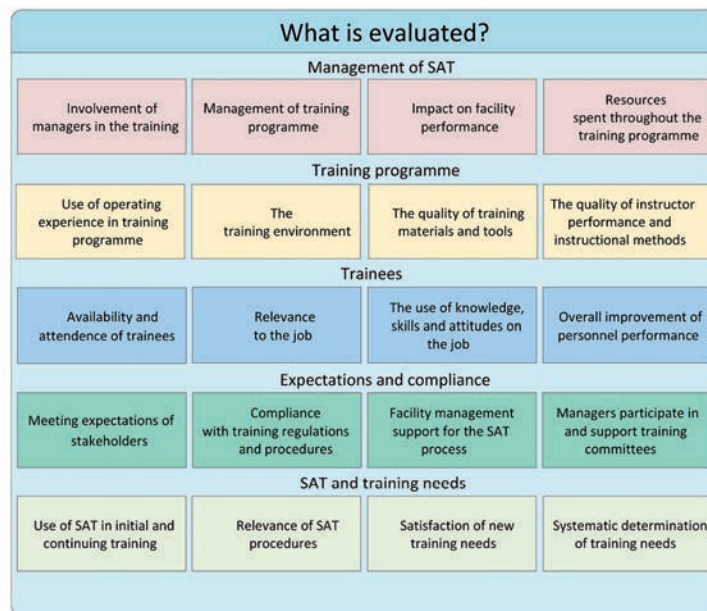 What is evaluated?
Management of SAT
Involvement of
managers in the training
Management of training
programme
Impact on facility
performance
Resources
spent throughout the
training programme
Training programme
Use of operating
experience in training
programme
The
training environment
The quality of training
materials and tools
The quality of instructor
performance and
instructional methods
Trainees
Availability and
attendence of trainees
Relevance
to the job
The use of knowledge,
skills and attitudes on
the job
Overall improvement of
personnel performance
Expectations and compliance
Meeting expectations of
stakeholders
Compliance
with training regulations
and procedures
Facility management
support for the SAT
process
Managers participate in
and support training
committees
SAT and training needs
Use of SAT in initial and
continuing training
Relevance of SAT
procedures
Satisfaction of new
training needs
Systematic determination
of training needs